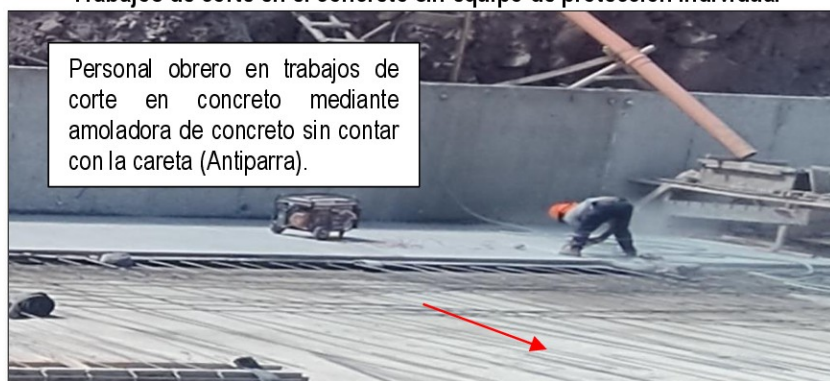 Trabajos de corte en el concreto sin equipo de protección individual
Personal obrero en trabajos de
corte en concreto mediante
amoladora de concreto sin contar
con la careta (Antiparra).